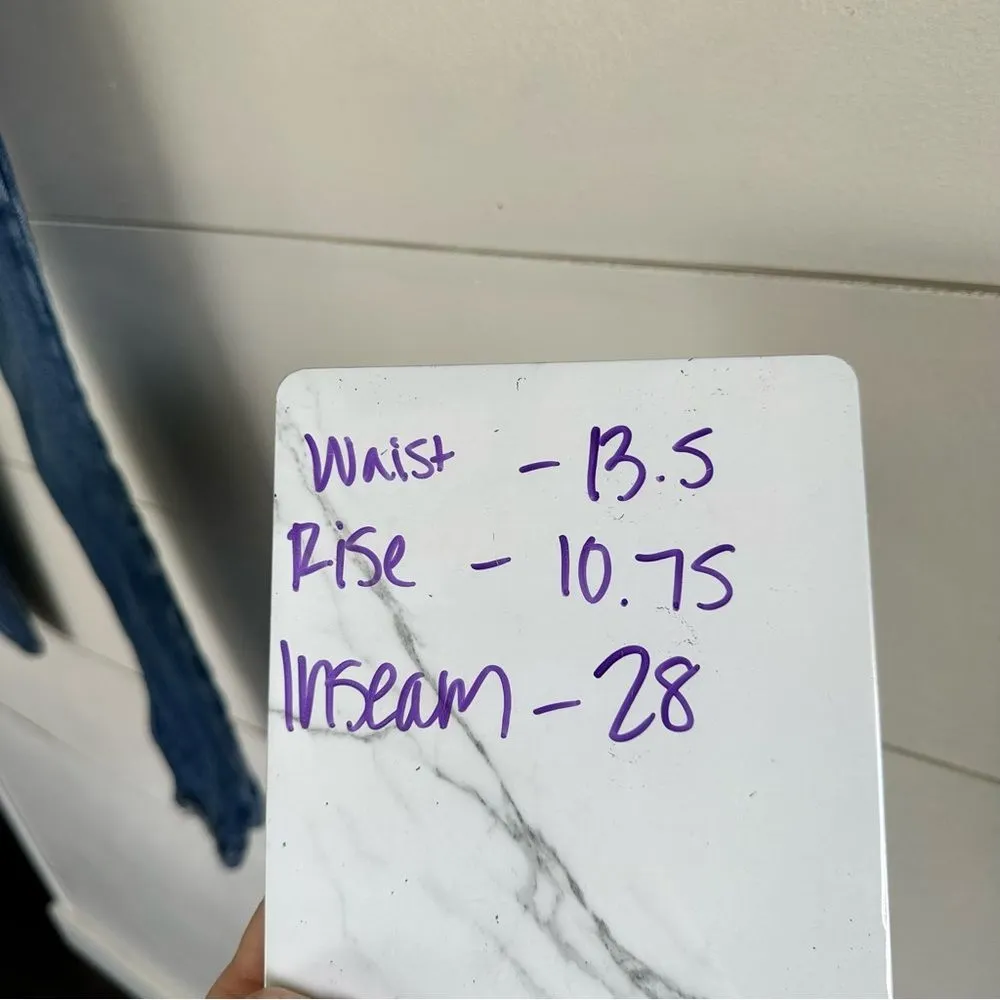 Waist - 13.5
Rise - 10.75
Inseam - 28